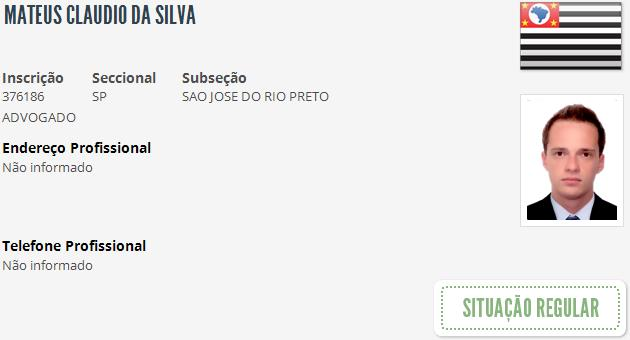 MATEUS CLAUDIO DA SILVA
Inscrição Seccional Subseção
376186 SP SAO JOSE DO RIO PRETO
ADVOGADO
Endereço Profissional
Não informado
Telefone Profissional
Não informado
SITUAÇÃO REGULAR